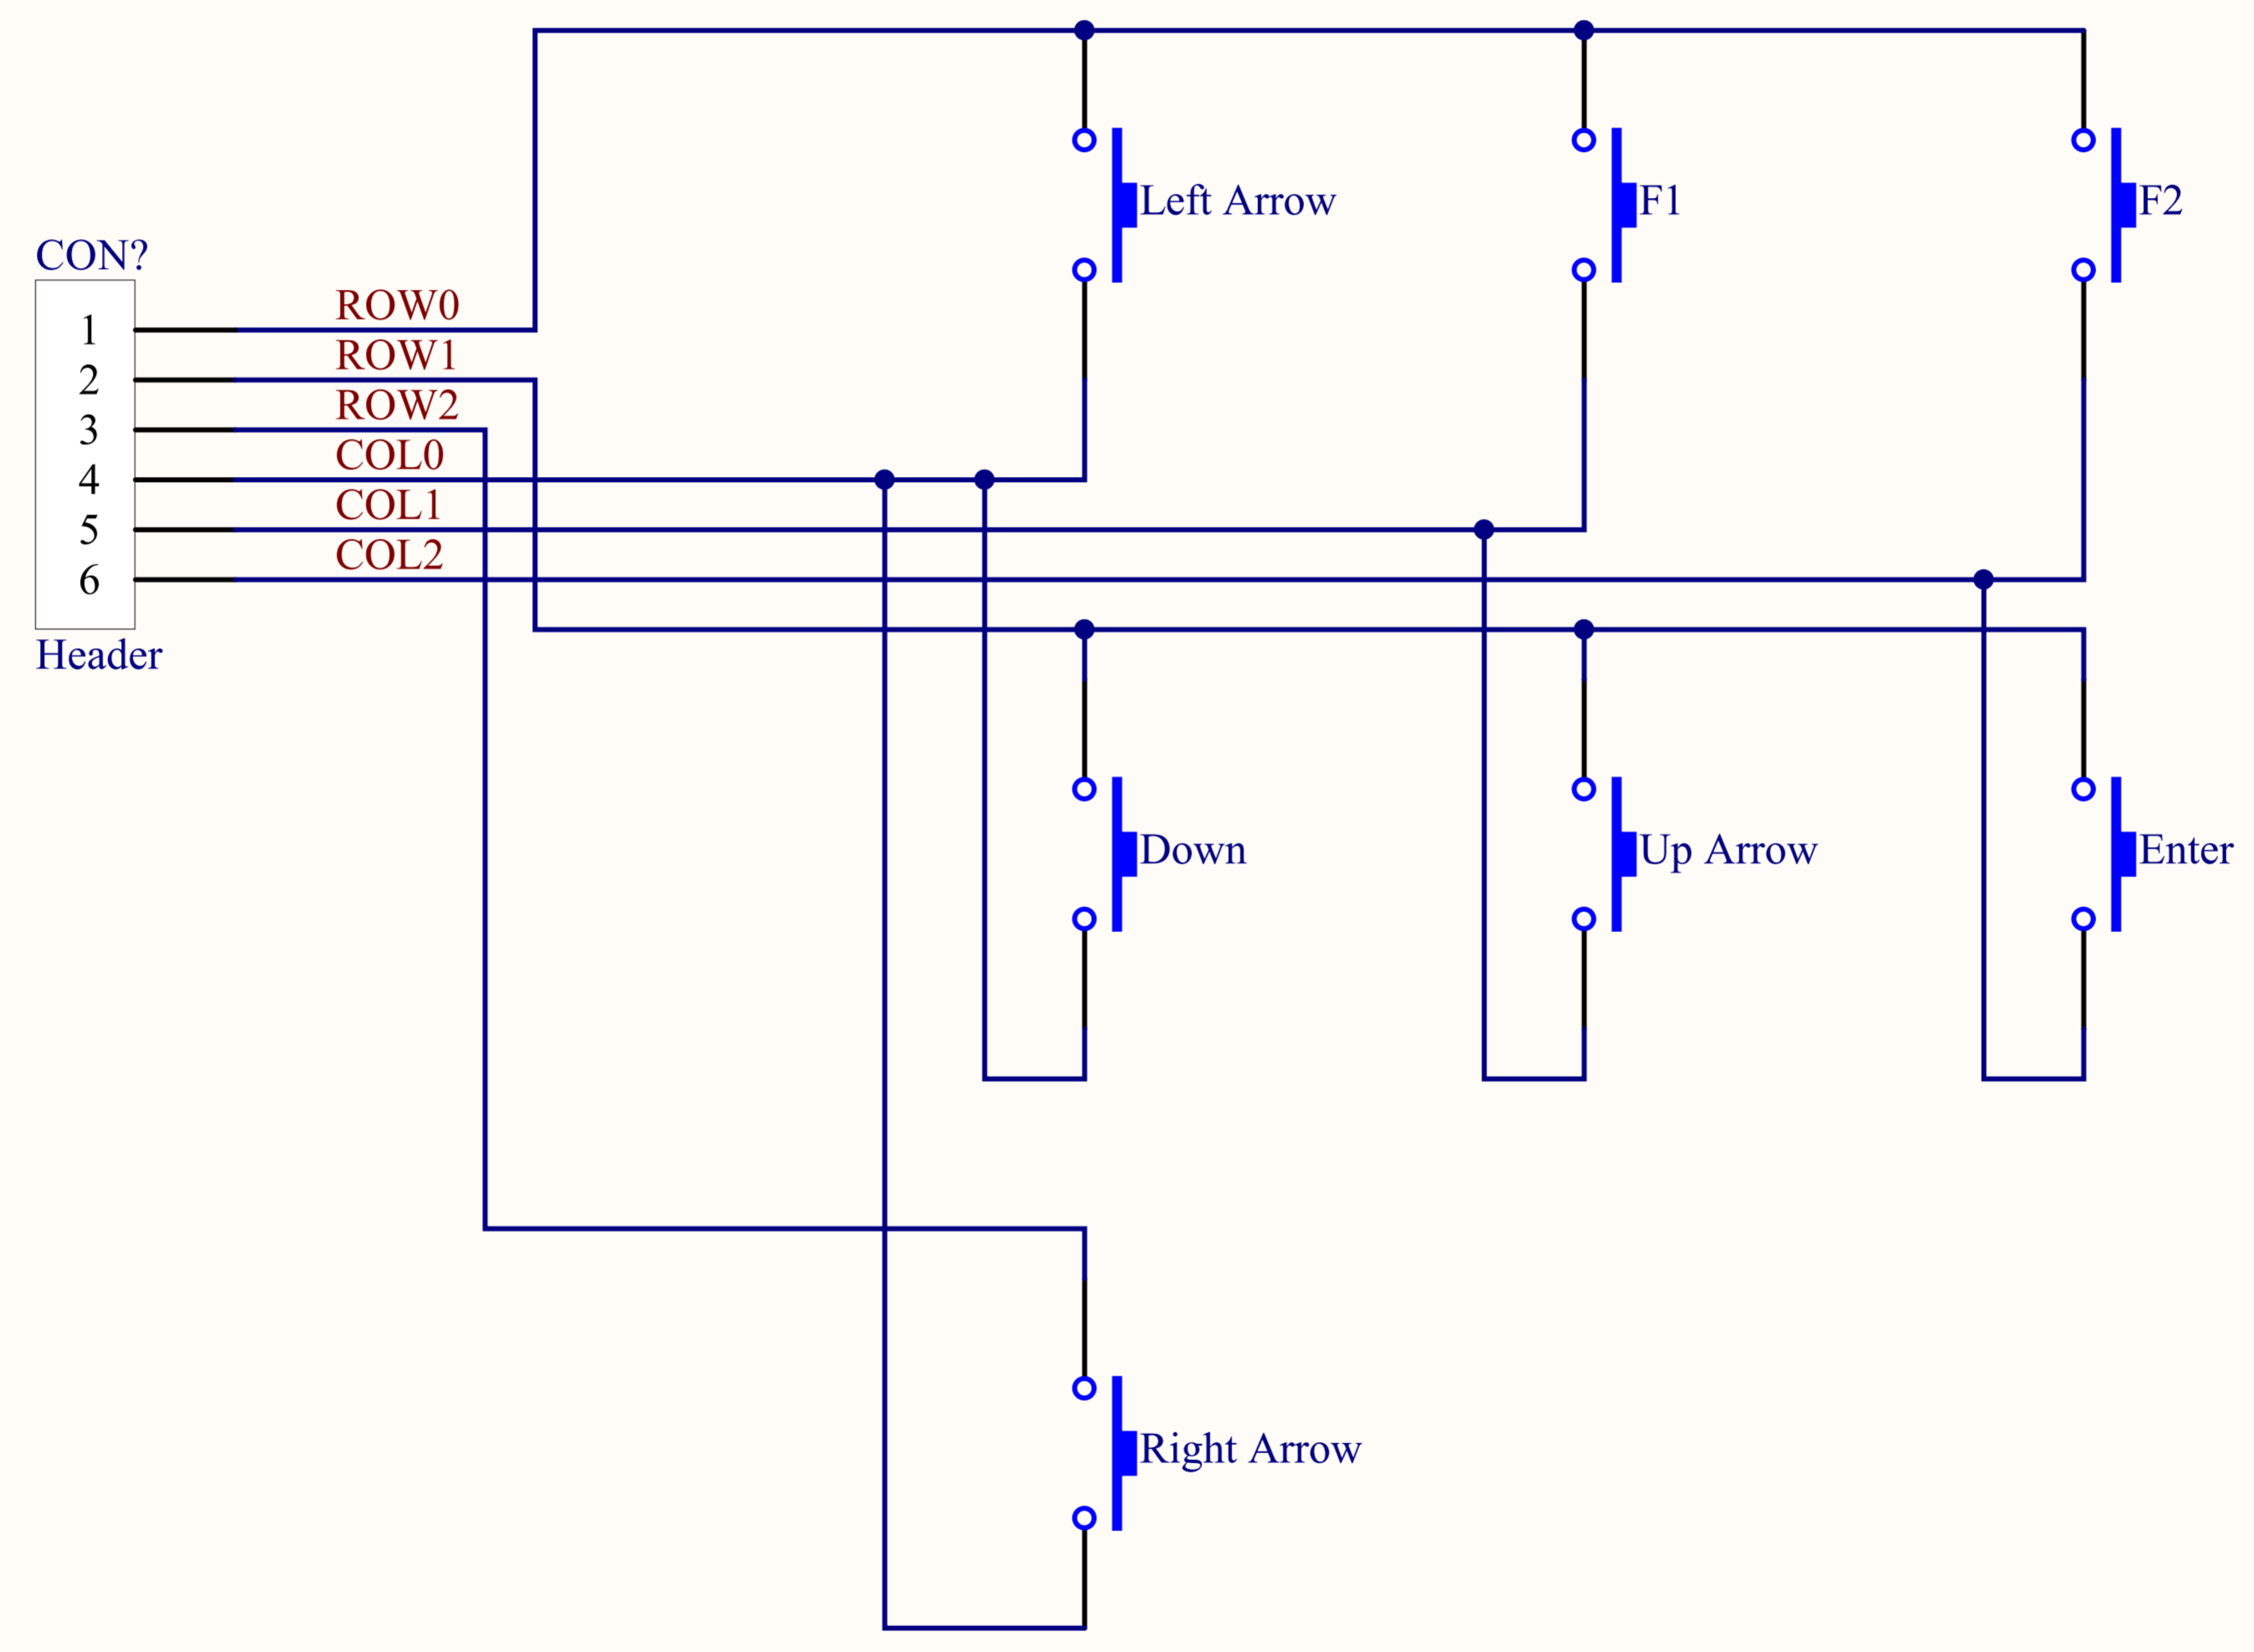 Left Arrow
F1
F2
CON?
ROW0
1
ROW1
2
ROW2
3
COL0
4
COL1
5
COL2
6
Header
Down
Up Arrow
Enter
Right Arrow